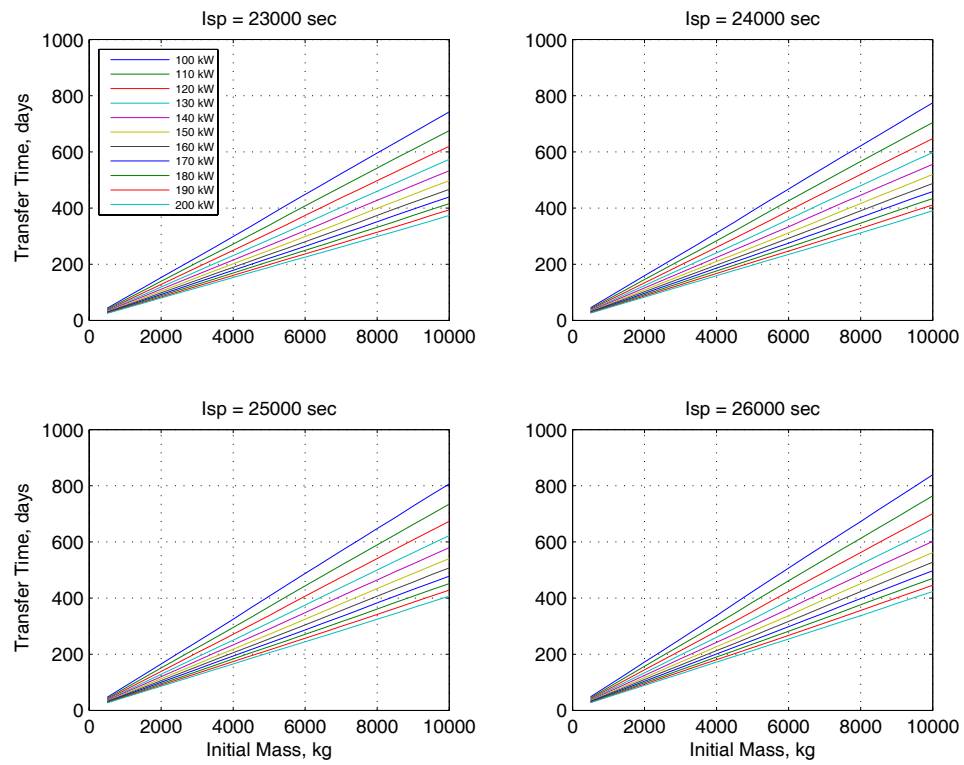 Isp = 23000 sec
Transfer Time, days
1000
800
600
400
200
0
100 kW
110 kW
120 kW
130 kW
140 kW
150 kW
160 kW
170 kW
180 kW
190 kW
200 kW
0 2000 4000 6000 8000 10000
Isp = 24000 sec
1000
800
600
400
200
0
0 2000 4000 6000 8000 10000
Isp = 25000 sec
Transfer Time, days
1000
800
600
400
200
0
0 2000 4000 6000 8000 10000
Initial Mass, kg
Isp = 26000 sec
1000
800
600
400
200
0
0 2000 4000 6000 8000 10000
Initial Mass, kg